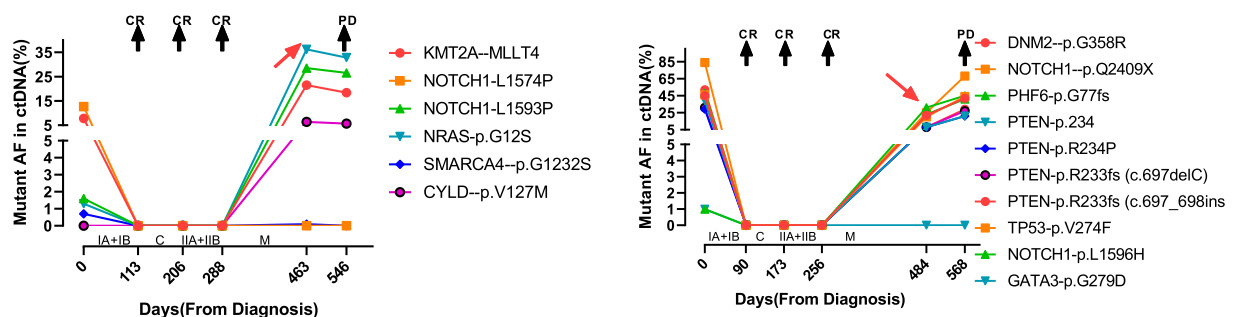 CR CR CR PD
Mutant AF in ctDNA(%)
35
25
15
5
5
4
3
2
1
0
IA+IB C IIA+IIB M
0 113 206 288 463 546
Days(From Diagnosis)
KMT2A--MLLT4
NOTCH1-L1574P
NOTCH1-L1593P
NRAS-p.G12S
SMARCA4--p.G1232S
CYLD--p.V127M
CR CR CR PD
Mutant AF in ctDNA(%)
85
65
45
25
5
5
4
3
2
1
0
IA+IB C IIA+IIB M
0 90 173 256 484 568
Days(From Diagnosis)
DNM2--p.G358R
NOTCH1--p.Q2409X
PHF6-p.G77fs
PTEN-p.234
PTEN-p.R234P
PTEN-p.R233fs (c.697delC)
PTEN-p.R233fs (c.697_698ins
TP53-p.V274F
NOTCH1-p.L1596H
GATA3-p.G279D